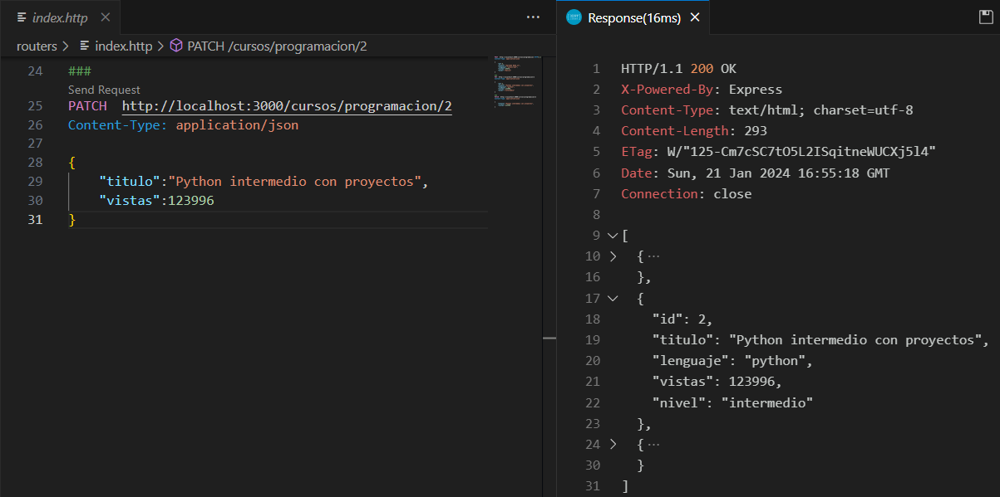 index.http
routers > index.http > PATCH /cursos/programacion/2
24 ###
Send Request
25 PATCH http://localhost:3000/cursos/programacion/2
26 Content-Type: application/json
27
28 {
29 "titulo":"Python intermedio con proyectos",
30 "vistas":123996
31 }
Response(16ms)
1 HTTP/1.1 200 OK
2 X-Powered-By: Express
3 Content-Type: text/html; charset=utf-8
4 Content-Length: 293
5 ETag: W/"125-Cm7cSC7tO5L2ISqitneWUCXj5l4"
6 Date: Sun, 21 Jan 2024 16:55:18 GMT
7 Connection: close
8
9 [
10 { ···
16 },
17 {
18 "id": 2,
19 "titulo": "Python intermedio con proyectos",
20 "lenguaje": "python",
21 "vistas": 123996,
22 "nivel": "intermedio"
23 },
24 { ···
30 }
31 ]